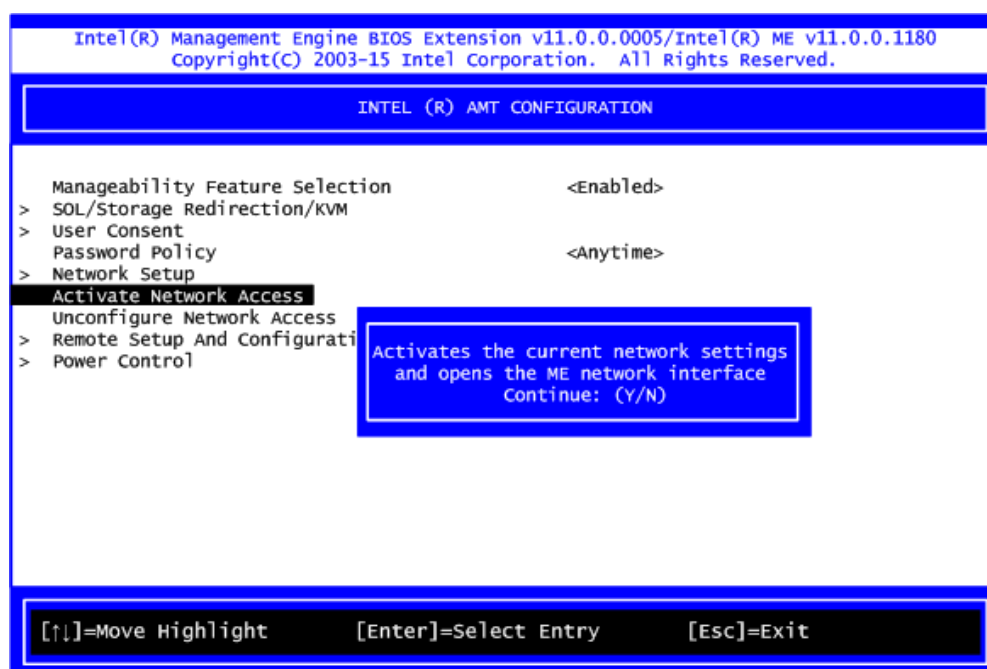 Intel(R) Management Engine BIOS Extension v11.0.0.0005/Intel(R) ME v11.0.0.1180
Copyright(C) 2003-15 Intel Corporation. All Rights Reserved.
INTEL (R) AMT CONFIGURATION
Manageability Feature Selection <Enabled>
> SOL/Storage Redirection/KVM
> User Consent
Password Policy <Anytime>
> Network Setup
Activate Network Access
Unconfigure Network Access
> Remote Setup And Configurati
> Power Control
Activates the current network settings
and opens the ME network interface
Continue: (Y/N)
[↑↓]=Move Highlight [Enter]=Select Entry [Esc]=Exit